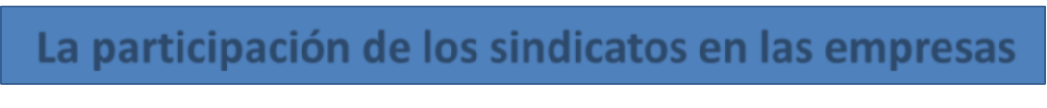 La participación de los sindicatos en las empresas